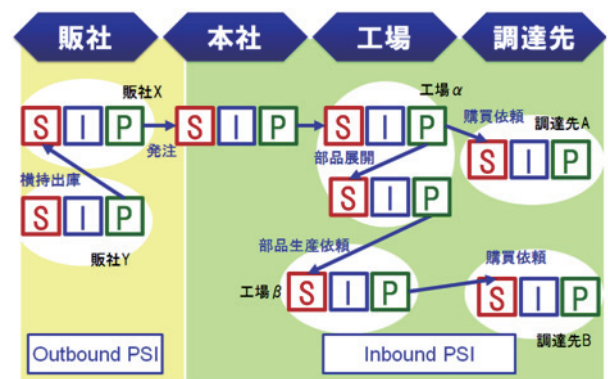 販社
本社
工場
調達先
販社X
工場α
購買依頼
調達先A
S I P
S I P
S I P
S I P
発注
部品展開
横持出庫
S I P
S I P
販社Y
部品生産依頼
購買依頼
工場β
S I P
S I P
調達先B
Outbound PSI
Inbound PSI